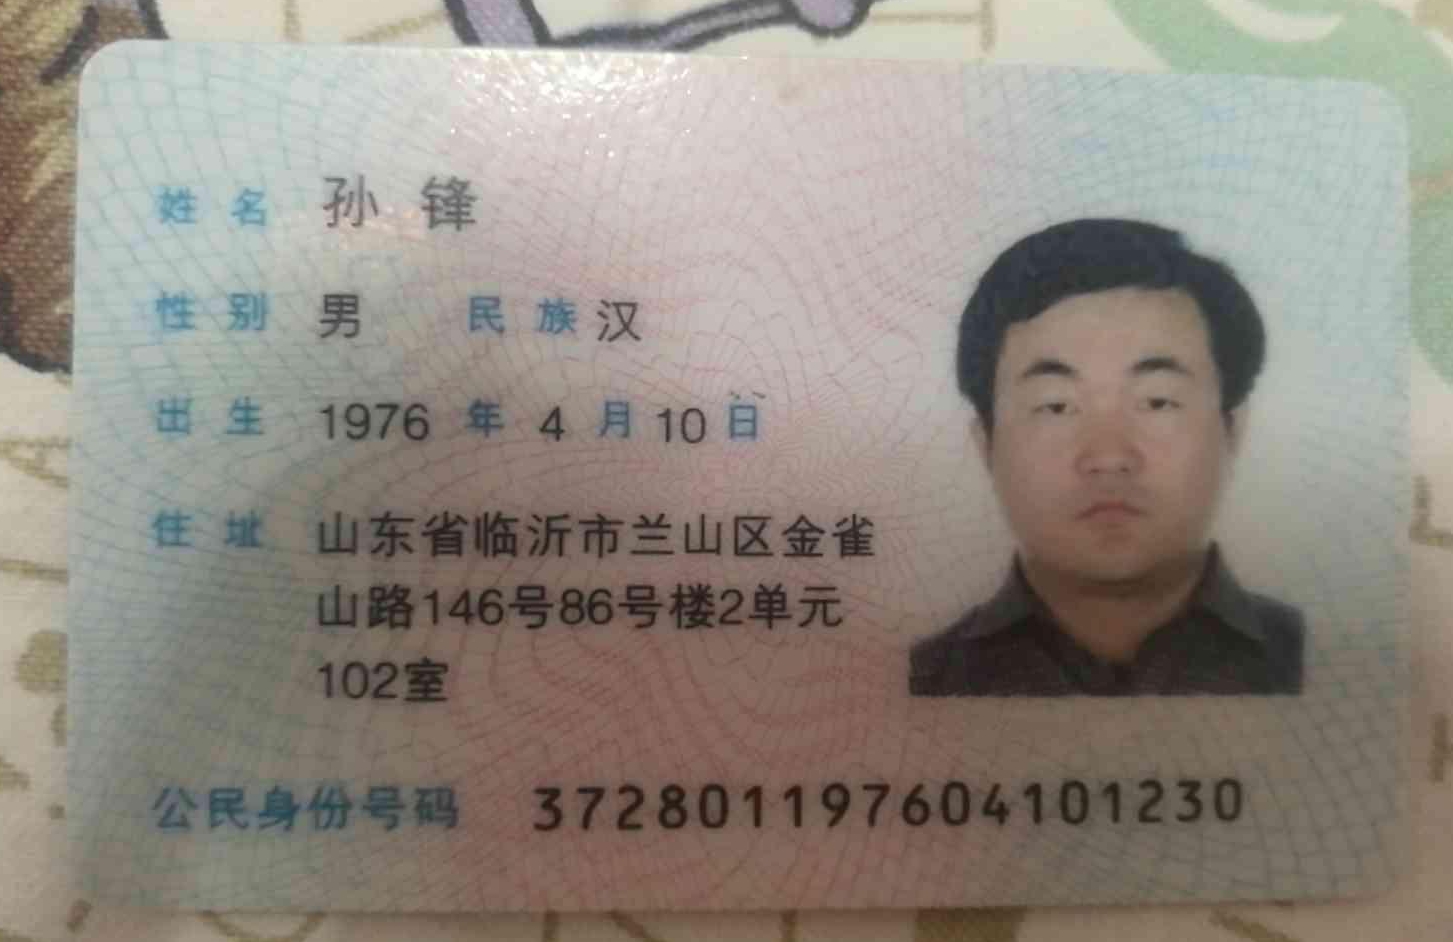 姓名 孙锋
性别 男 民族 汉
出生 1976 年 4 月 10 日
住址 山东省临沂市兰山区金雀
山路146号86号楼2单元
102室
公民身份号码 372801197604101230